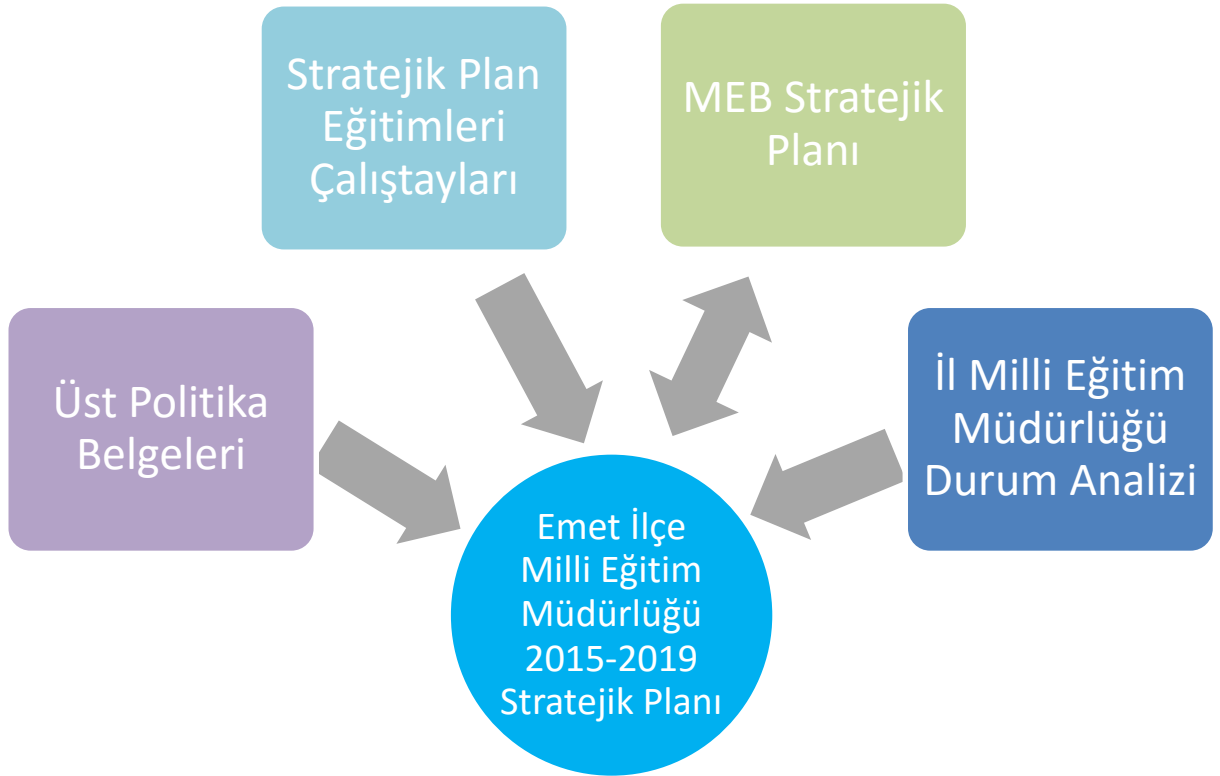 Stratejik Plan
Eğitimleri
Çalıştayları
MEB Stratejik
Planı
Üst Politika
Belgeleri
İl Milli Eğitim
Müdürlüğü
Durum Analizi
Emet İlçe
Milli Eğitim
Müdürlüğü
2015-2019
Stratejik Planı